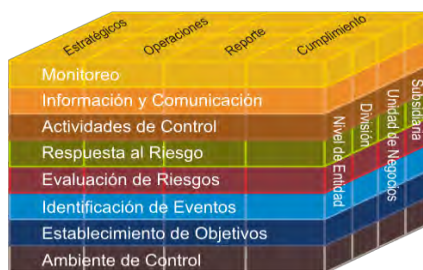 Estratégicos
Operaciones
Reporte
Cumplimiento
Monitoreo
Información y Comunicación
Actividades de Control
Respuesta al Riesgo
Evaluación de Riesgos
Identificación de Eventos
Establecimiento de Objetivos
Ambiente de Control
Nivel de Entidad
División
Unidad de Negocios
Subsidiaria